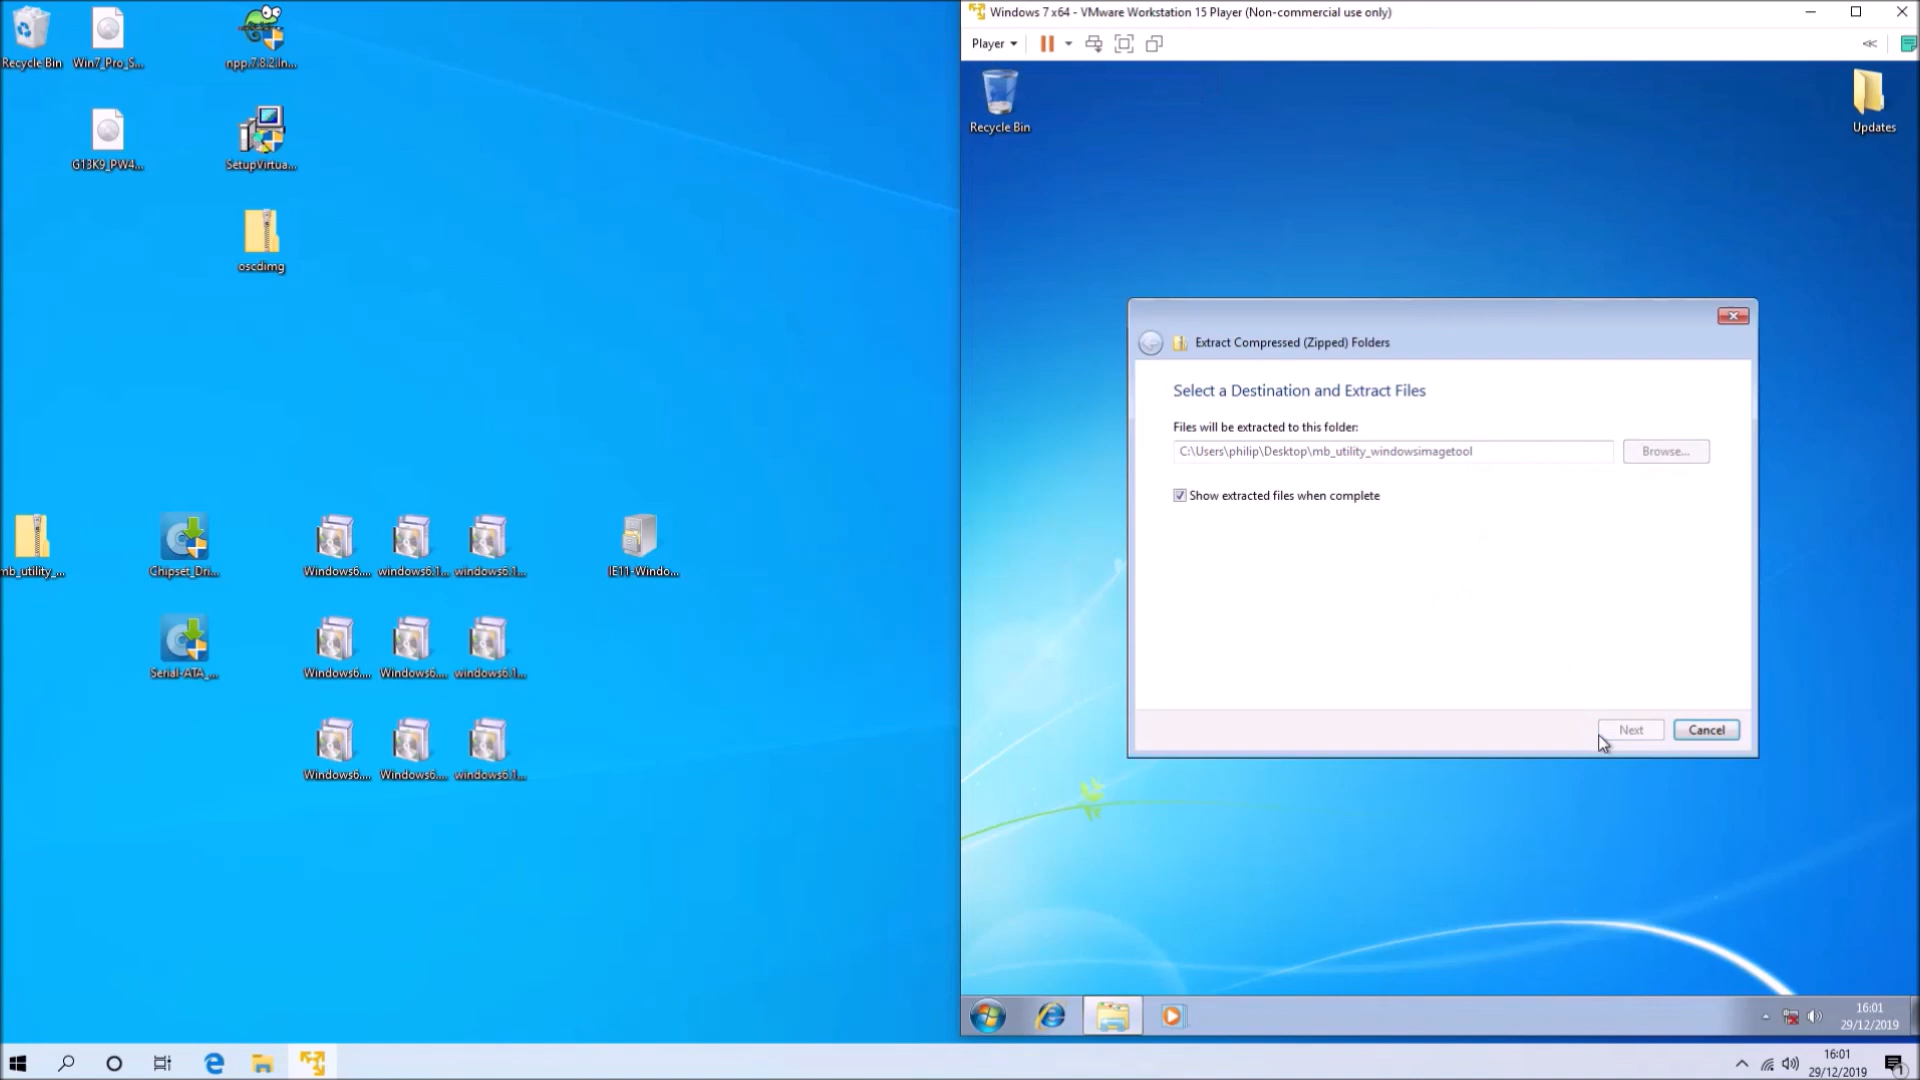 Recycle Bin
Win7_Pro_S...
npp.7.8.2.In...
G13K9_PW4...
SetupVirtua...
oscdimg
mb_utility_...
Chipset_Dri...
Windows6....
windows6.1...
windows6.1...
IE11-Windo...
Serial-ATA_...
Windows6....
Windows6....
windows6.1...
Windows6....
Windows6....
windows6.1...
16:01
29/12/2019
1
Windows 7 x64 - VMware Workstation 15 Player (Non-commercial use only)
Player
Recycle Bin
Updates
Extract Compressed (Zipped) Folders
Select a Destination and Extract Files
Files will be extracted to this folder:
C:\Users\philip\Desktop\mb_utility_windowsimagetool
Browse...
Show extracted files when complete
Next
Cancel
16:01
29/12/2019